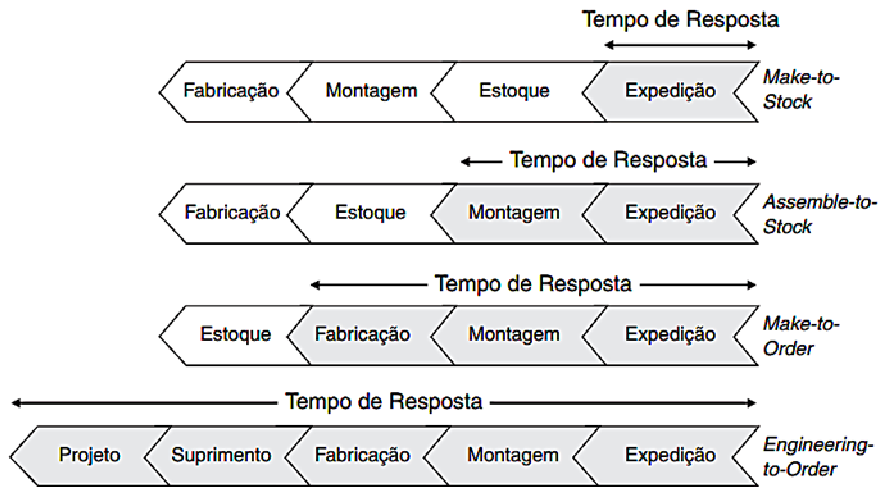 Tempo de Resposta
Fabricação Montagem Estoque Expedição Make-to-
Stock
Tempo de Resposta
Fabricação Estoque Montagem Expedição Assemble-to-
Stock
Tempo de Resposta
Estoque Fabricação Montagem Expedição Make-to-
Order
Tempo de Resposta
Projeto Suprimento Fabricação Montagem Expedição Engineering-
to-Order